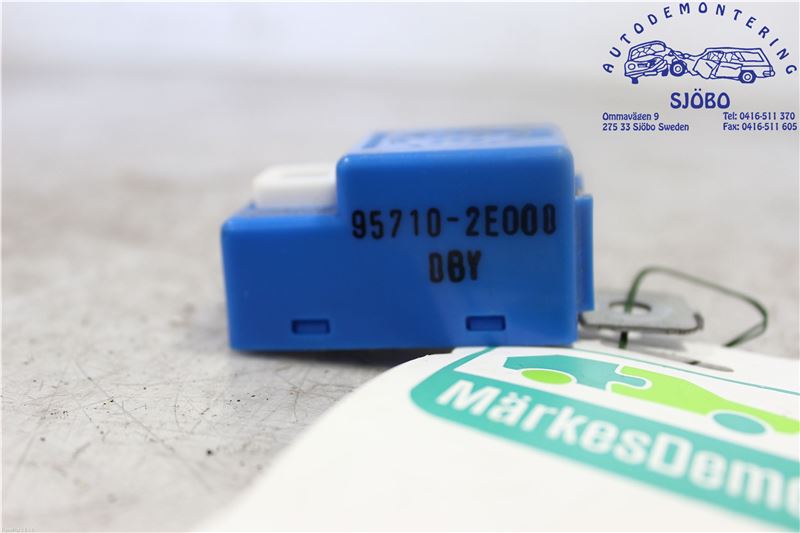 AUTODEMONTERING
SJÖBO
Ommavägen 9
275 33 Sjöbo Sweden
Tel: 0416-511 370
Fax: 0416-511 605
95710-2E000
DBY
MärkesDemo